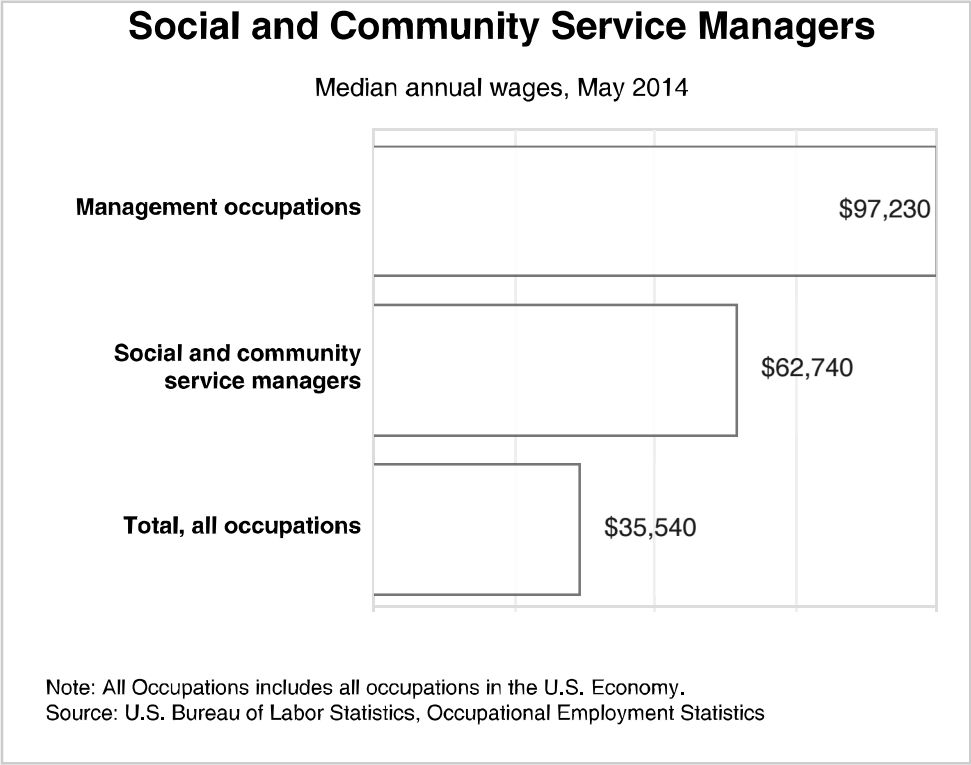 Social and Community Service Managers
Median annual wages, May 2014
Management occupations
$97,230
Social and community
service managers
$62,740
Total, all occupations
$35,540
Note: All Occupations includes all occupations in the U.S. Economy.
Source: U.S. Bureau of Labor Statistics, Occupational Employment Statistics